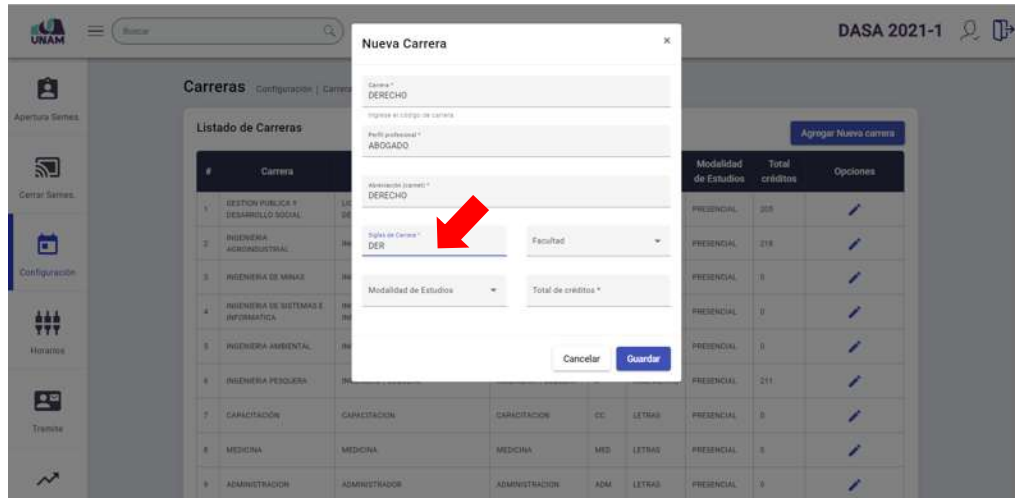 UNAM
Buscar
DASA 2021-1
Nueva Carrera ×
Carrera *
DERECHO
Ingrese el código de carrera
Perfil profesional *
ABOGADO
Abreviación (carnet) *
DERECHO
Siglas de Carrera *
DER
Facultad
Modalidad de Estudios
Total de créditos *
Cancelar
Guardar
Apertura Semes.
Cerrar Semes.
Configuración
Horarios
Tramite
Carreras Configuración |
Listado de Carreras
Agregar Nueva carrera
# Carrera Modalidad de Estudios Total créditos Opciones
1 GESTION PUBLICA Y DESARROLLO SOCIAL PRESENCIAL 205
2 INGENIERIA AGROINDUSTRIAL PRESENCIAL 218
3 INGENIERIA DE MINAS PRESENCIAL 0
4 INGENIERIA DE SISTEMAS E INFORMATICA PRESENCIAL 0
5 INGENIERIA AMBIENTAL PRESENCIAL 0
6 INGENIERIA PESQUERA PRESENCIAL 211
7 CAPACITACIÓN CAPACITACION CAPACITACION CC LETRAS PRESENCIAL 0
8 MEDICINA MEDICINA MEDICINA MED LETRAS PRESENCIAL 0
9 ADMINISTRACION ADMINISTRADOR ADMINISTRACION ADM LETRAS PRESENCIAL 0